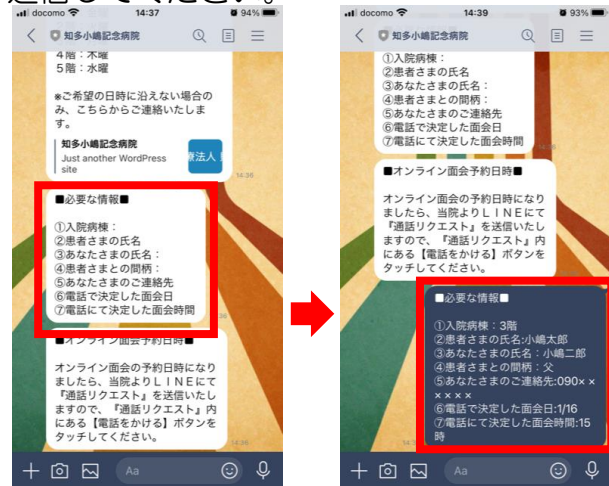 返信してください。
docomo 14:37 94%
知多小嶋記念病院
4階：木曜
5階：水曜
※ご希望の日時に沿えない場合の
み、こちらからご連絡いたしま
す。
知多小嶋記念病院
Just another WordPress
site
療法人
14:36
■必要な情報■
①入院病棟：
②患者さまの氏名
③あなたさまの氏名：
④患者さまとの間柄：
⑤あなたさまのご連絡先
⑥電話で決定した面会日
⑦電話にて決定した面会時間
■オンライン面会予約日時■
オンライン面会の予約日時になり
ましたら、当院よりＬＩＮＥにて
『通話リクエスト』を送信いたし
ますので、『通話リクエスト』内
にある【電話をかける】ボタンを
タッチしてください。
14:36
Aa
docomo 14:39 93%
知多小嶋記念病院
①入院病棟：
②患者さまの氏名
③あなたさまの氏名：
④患者さまとの間柄：
⑤あなたさまのご連絡先
⑥電話で決定した面会日
⑦電話にて決定した面会時間
14:36
■オンライン面会予約日時■
オンライン面会の予約日時になり
ましたら、当院よりＬＩＮＥにて
『通話リクエスト』を送信いたし
ますので、『通話リクエスト』内
にある【電話をかける】ボタンを
タッチしてください。
■必要な情報■
①入院病棟：3階
②患者さまの氏名:小嶋太郎
③あなたさまの氏名：小嶋二郎
④患者さまとの間柄：父
⑤あなたさまのご連絡先:090××
××××
⑥電話で決定した面会日:1/16
⑦電話にて決定した面会時間:15
時
Aa